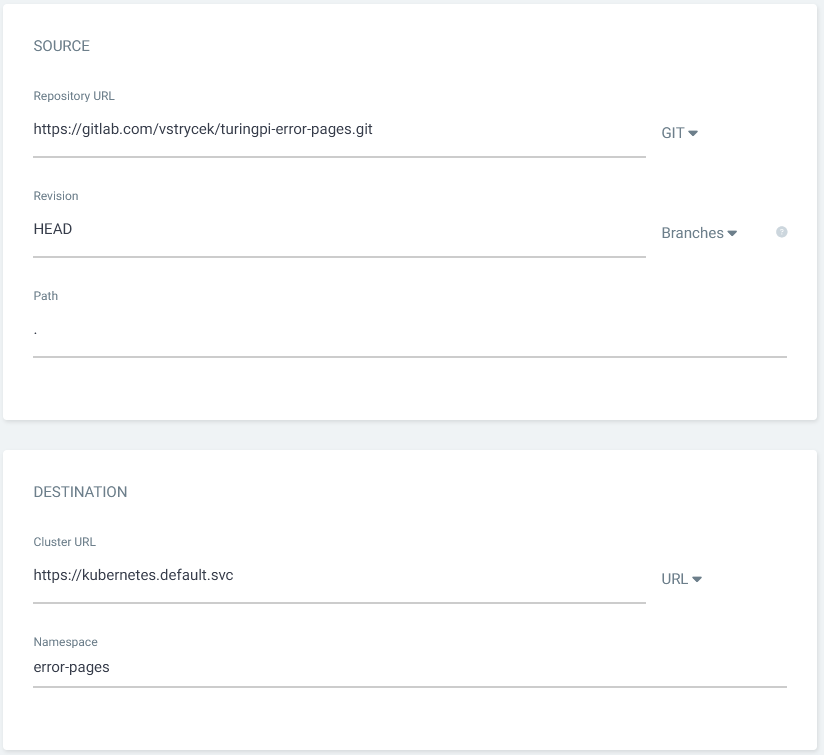 SOURCE
Repository URL
https://gitlab.com/vstrycek/turingpi-error-pages.git
GIT
Revision
HEAD
Branches
Path
.
DESTINATION
Cluster URL
https://kubernetes.default.svc
URL
Namespace
error-pages